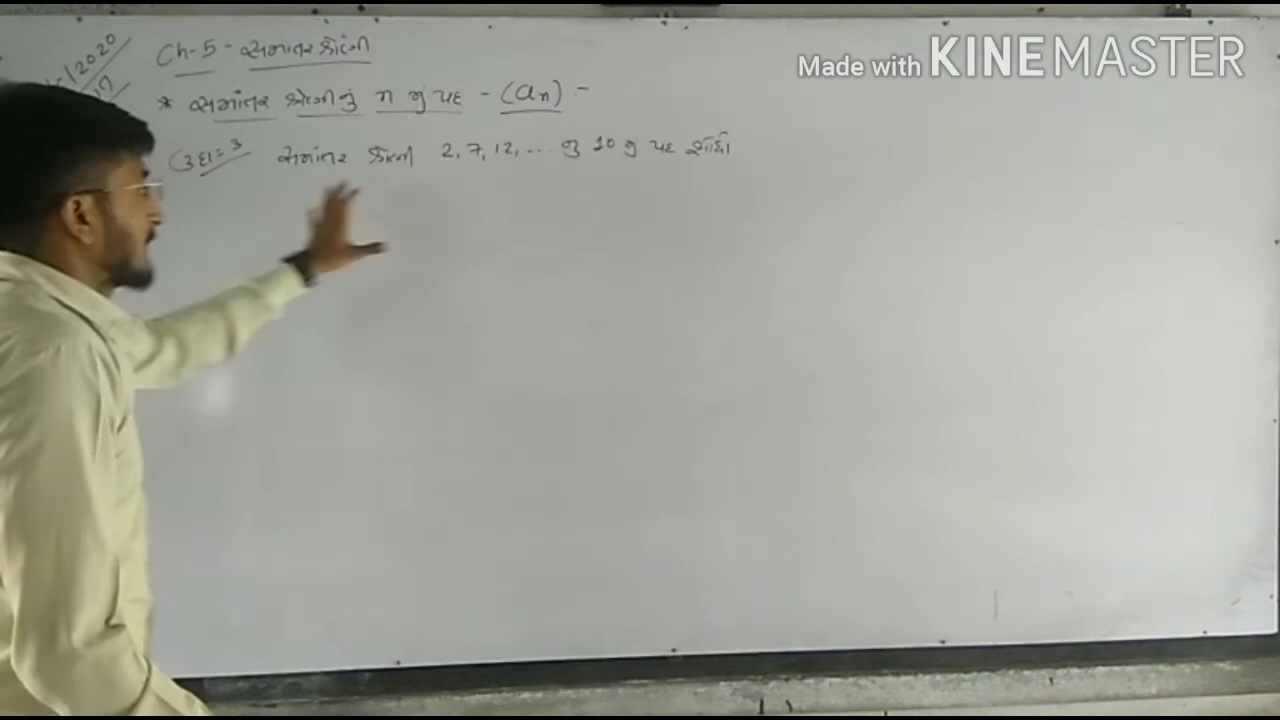 /2020
Ch-5 - સમાંતર શ્રેણી
Made with KINEMASTER
* સમાંતર શ્રેણીનું n મું પદ - (an) -
ઉદા = 3 સમાંતર શ્રેણી 2, 7, 12, ... નું 10 મું પદ શોધો